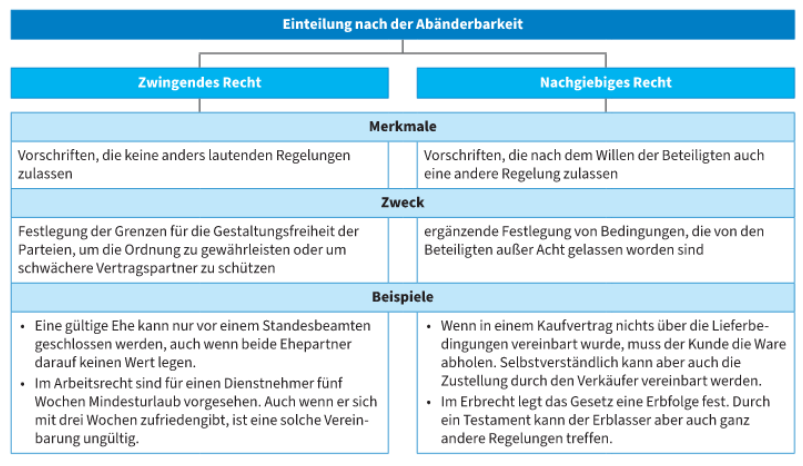 Einteilung nach der Abänderbarkeit
Zwingendes Recht
Nachgiebiges Recht
Merkmale
Vorschriften, die keine anders lautenden Regelungen
zulassen
Vorschriften, die nach dem Willen der Beteiligten auch
eine andere Regelung zulassen
Zweck
Festlegung der Grenzen für die Gestaltungsfreiheit der
Parteien, um die Ordnung zu gewährleisten oder um
schwächere Vertragspartner zu schützen
ergänzende Festlegung von Bedingungen, die von den
Beteiligten außer Acht gelassen worden sind
Beispiele
• Eine gültige Ehe kann nur vor einem Standesbeamten
geschlossen werden, auch wenn beide Ehepartner
darauf keinen Wert legen.
• Im Arbeitsrecht sind für einen Dienstnehmer fünf
Wochen Mindesturlaub vorgesehen. Auch wenn er sich
mit drei Wochen zufriedengibt, ist eine solche Verein-
barung ungültig.
• Wenn in einem Kaufvertrag nichts über die Lieferbe-
dingungen vereinbart wurde, muss der Kunde die Ware
abholen. Selbstverständlich kann aber auch die
Zustellung durch den Verkäufer vereinbart werden.
• Im Erbrecht legt das Gesetz eine Erbfolge fest. Durch
ein Testament kann der Erblasser aber auch ganz
andere Regelungen treffen.